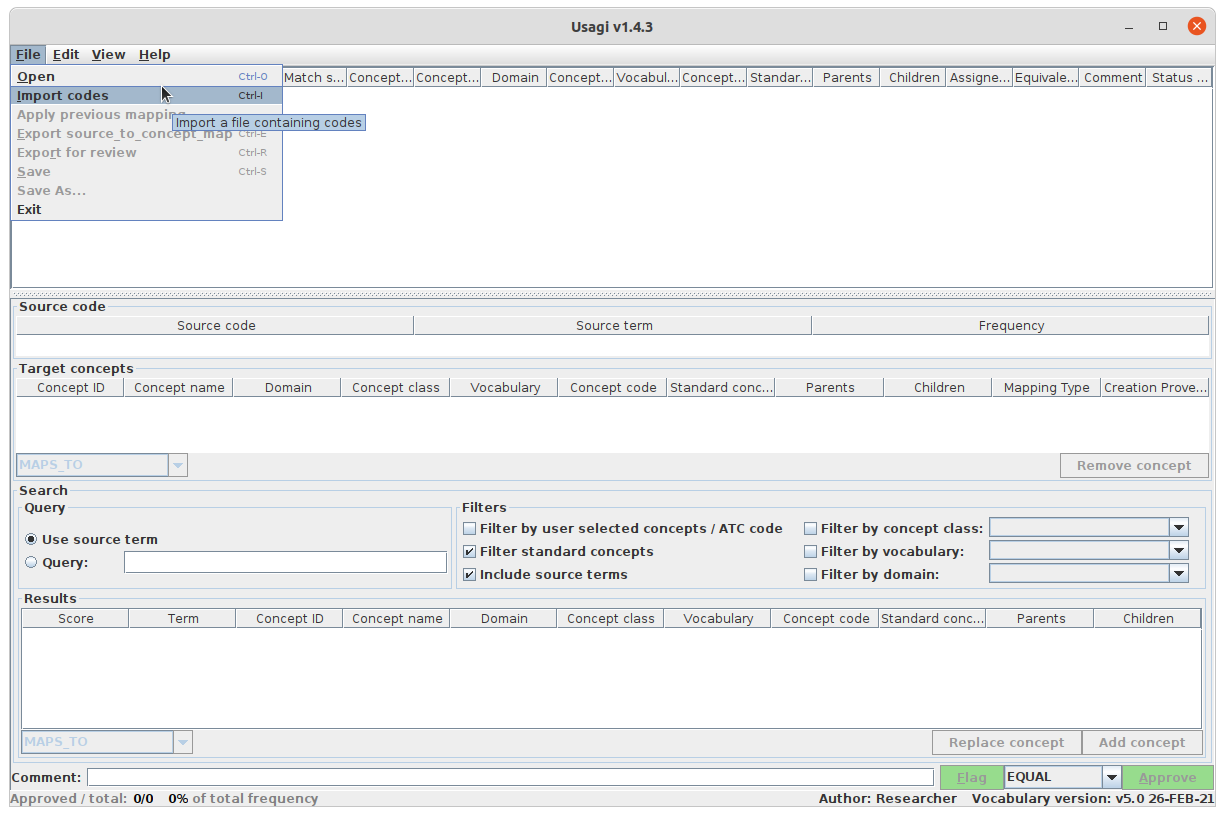 Usagi v1.4.3
File Edit View Help
Open Ctrl-O
Match s... Concept... Concept... Domain Concept... Vocabul... Concept... Standar... Parents Children Assigne... Equivale... Comment Status ...
Import codes Ctrl-I
Apply previous mapping
Import a file containing codes
Export source_to_concept_map Ctrl-E
Export for review Ctrl-R
Save Ctrl-S
Save As...
Exit
Source code
Source code Source term Frequency
Target concepts
Concept ID Concept name Domain Concept class Vocabulary Concept code Standard conc... Parents Children Mapping Type Creation Prove...
MAPS_TO Remove concept
Search
Query
Use source term
Query:
Filters
Filter by user selected concepts / ATC code Filter by concept class:
Filter standard concepts Filter by vocabulary:
Include source terms Filter by domain:
Results
Score Term Concept ID Concept name Domain Concept class Vocabulary Concept code Standard conc... Parents Children
MAPS_TO Replace concept Add concept
Comment: Flag EQUAL Approve
Approved / total: 0/0 0% of total frequency Author: Researcher Vocabulary version: v5.0 26-FEB-21